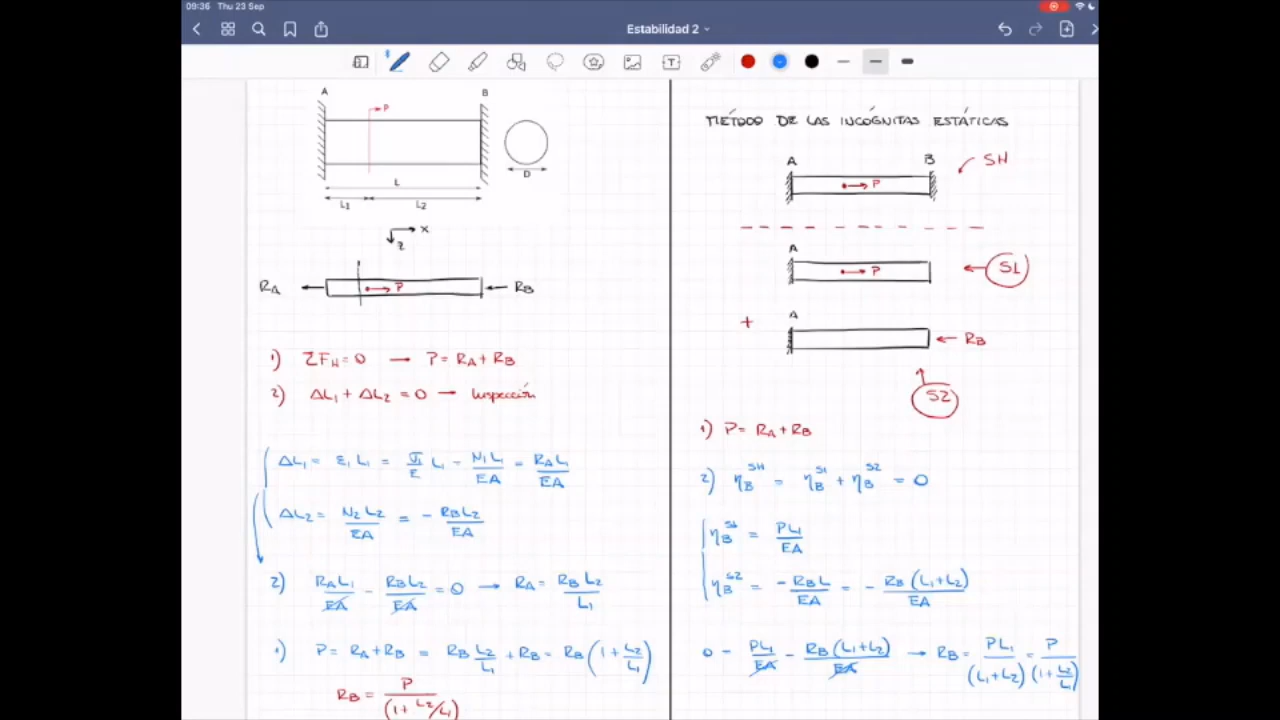 09:36 Thu 23 Sep
Estabilidad 2
A B
P
L
L1 L2
D
X
Z
RA P RB
1) ΣFH = 0 → P = RA + RB
2) ΔL1 + ΔL2 = 0 → Inspección
ΔL1 = ε1 L1 = σ1/E L1 = N1 L1/EA = RA L1/EA
ΔL2 = N2 L2/EA = - RB L2/EA
2) RA L1/EA - RB L2/EA = 0 → RA = RB L2/L1
1) P = RA + RB = RB L2/L1 + RB = RB (1 + L2/L1)
RB = P/(1 + L2/L1)
MÉTODO DE LAS INCÓGNITAS ESTÁTICAS
A B SH
P
A
P S1
+ A
RB
S2
1) P = RA + RB
2) ηB^SH = ηB^S1 + ηB^S2 = 0
ηB^S1 = PL1/EA
ηB^S2 = -RB L/EA = - RB (L1+L2)/EA
0 = PL1/EA - RB (L1+L2)/EA → RB = PL1/(L1+L2) = P/(1+L2/L1)